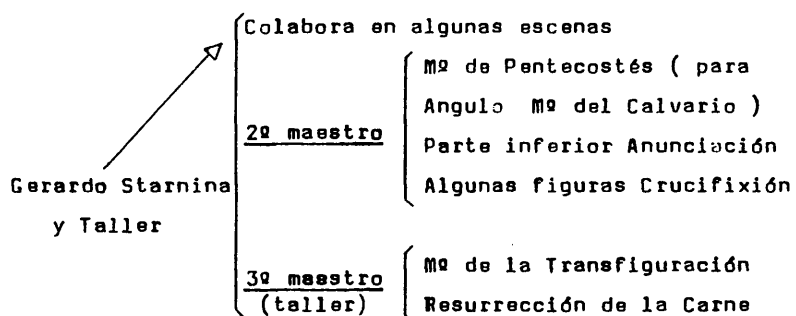 Colabora en algunas escenas
Mº de Pentecostés ( para
Angulo Mº del Calvario )
2º maestro
Parte inferior Anunciación
Gerardo Starnina
Algunas figuras Crucifixión
y Taller
Mº de la Transfiguración
3º maestro
(taller)
Resurrección de la Carne